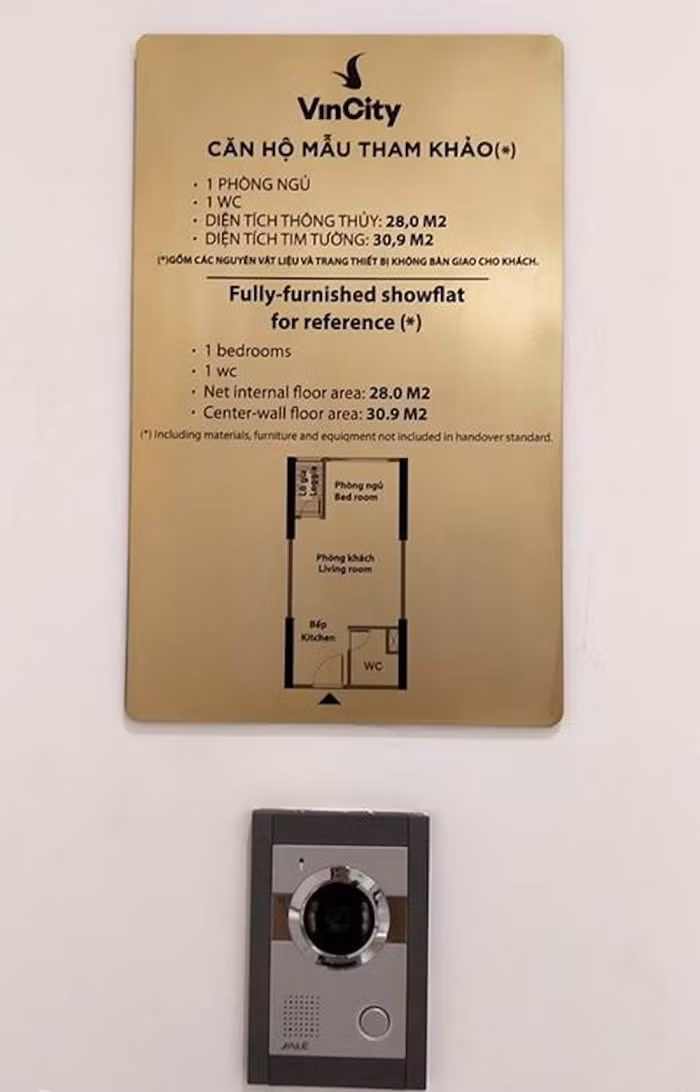 VınCity
CĂN HỘ MẪU THAM KHẢO(*)
• 1 PHÒNG NGỦ
• 1 WC
• DIỆN TÍCH THÔNG THỦY: 28,0 M2
• DIỆN TÍCH TIM TƯỜNG: 30,9 M2
(*)GỒM CÁC NGUYÊN VẬT LIỆU VÀ TRANG THIẾT BỊ KHÔNG BÀN GIAO CHO KHÁCH.
Fully-furnished showflat
for reference (*)
• 1 bedrooms
• 1 wc
• Net internal floor area: 28.0 M2
• Center-wall floor area: 30.9 M2
(*) Including materials, furniture and equiqment not included in handover standard.
Lô gia
Loggia
Phòng ngủ
Bed room
Phòng khách
Living room
Bếp
Kitchen
WC